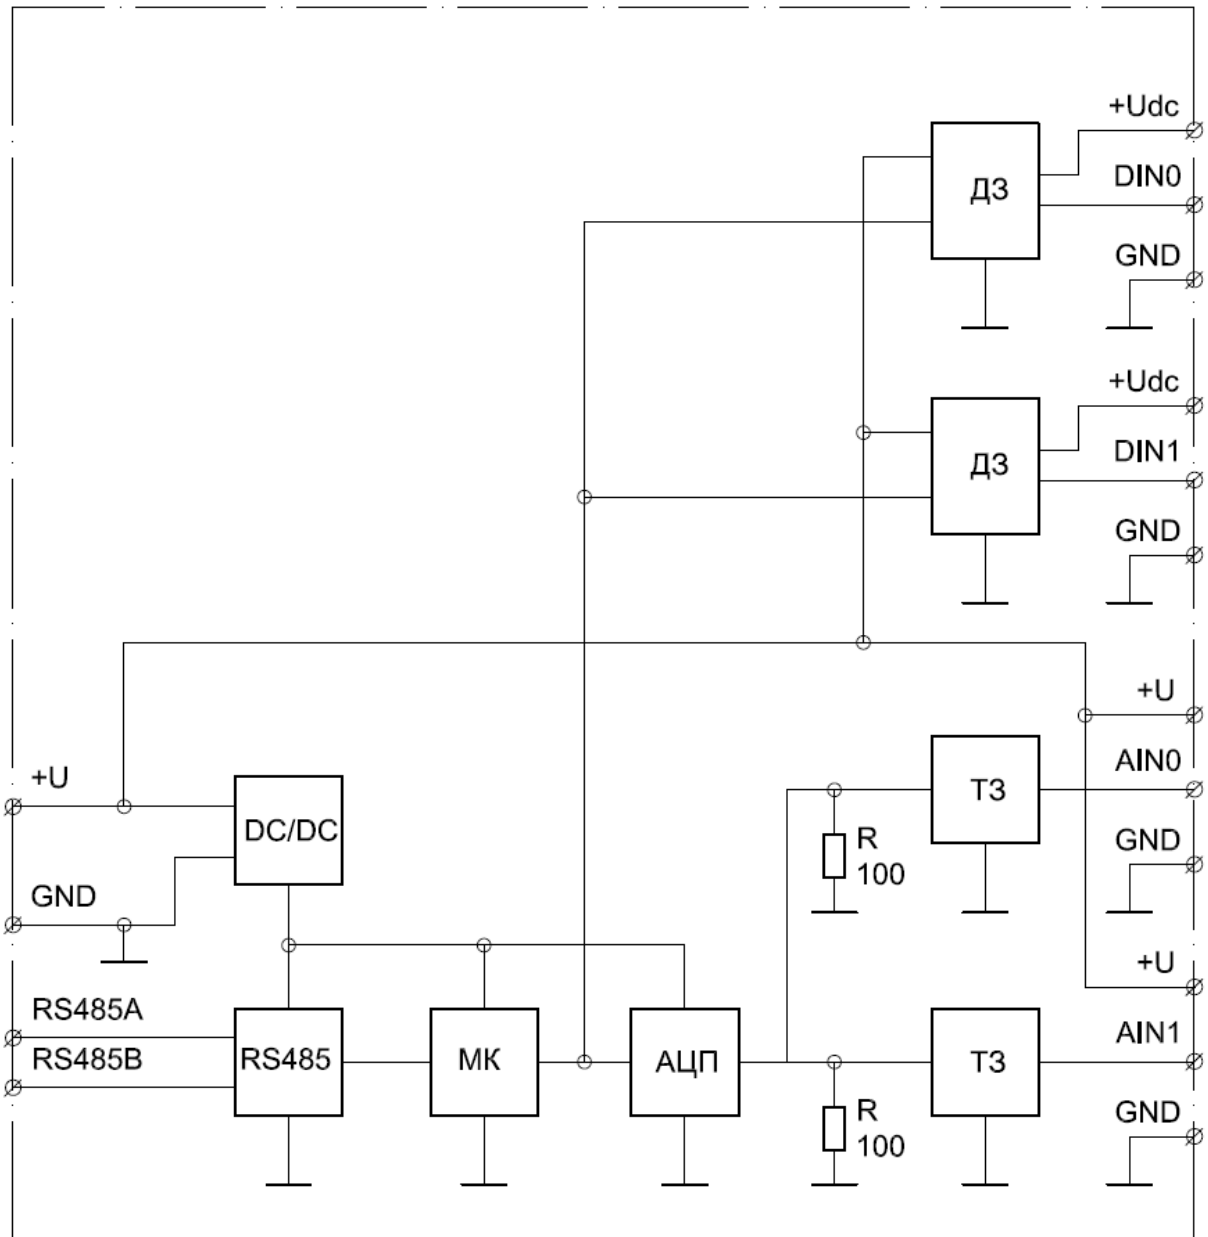 +Udc
DIN0
ДЗ
GND
+Udc
DIN1
ДЗ
GND
+U
AIN0
ТЗ
+U
DC/DC
R
100
GND
GND
+U
RS485A
AIN1
RS485B
RS485
МК
АЦП
ТЗ
R
100
GND